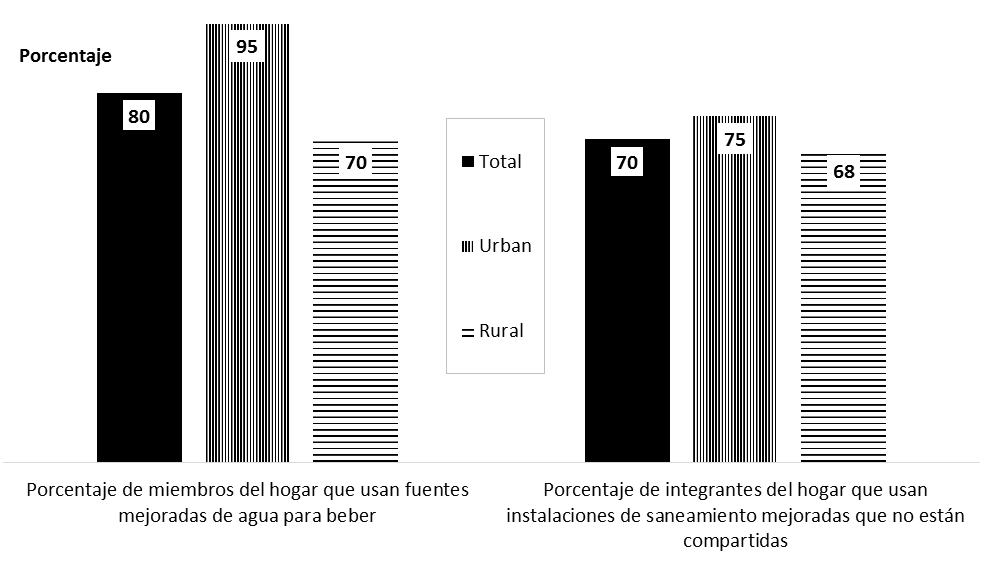 Porcentaje
80
95
70
Total
Urban
Rural
70
75
68
Porcentaje de miembros del hogar que usan fuentes
mejoradas de agua para beber
Porcentaje de integrantes del hogar que usan
instalaciones de saneamiento mejoradas que no están
compartidas